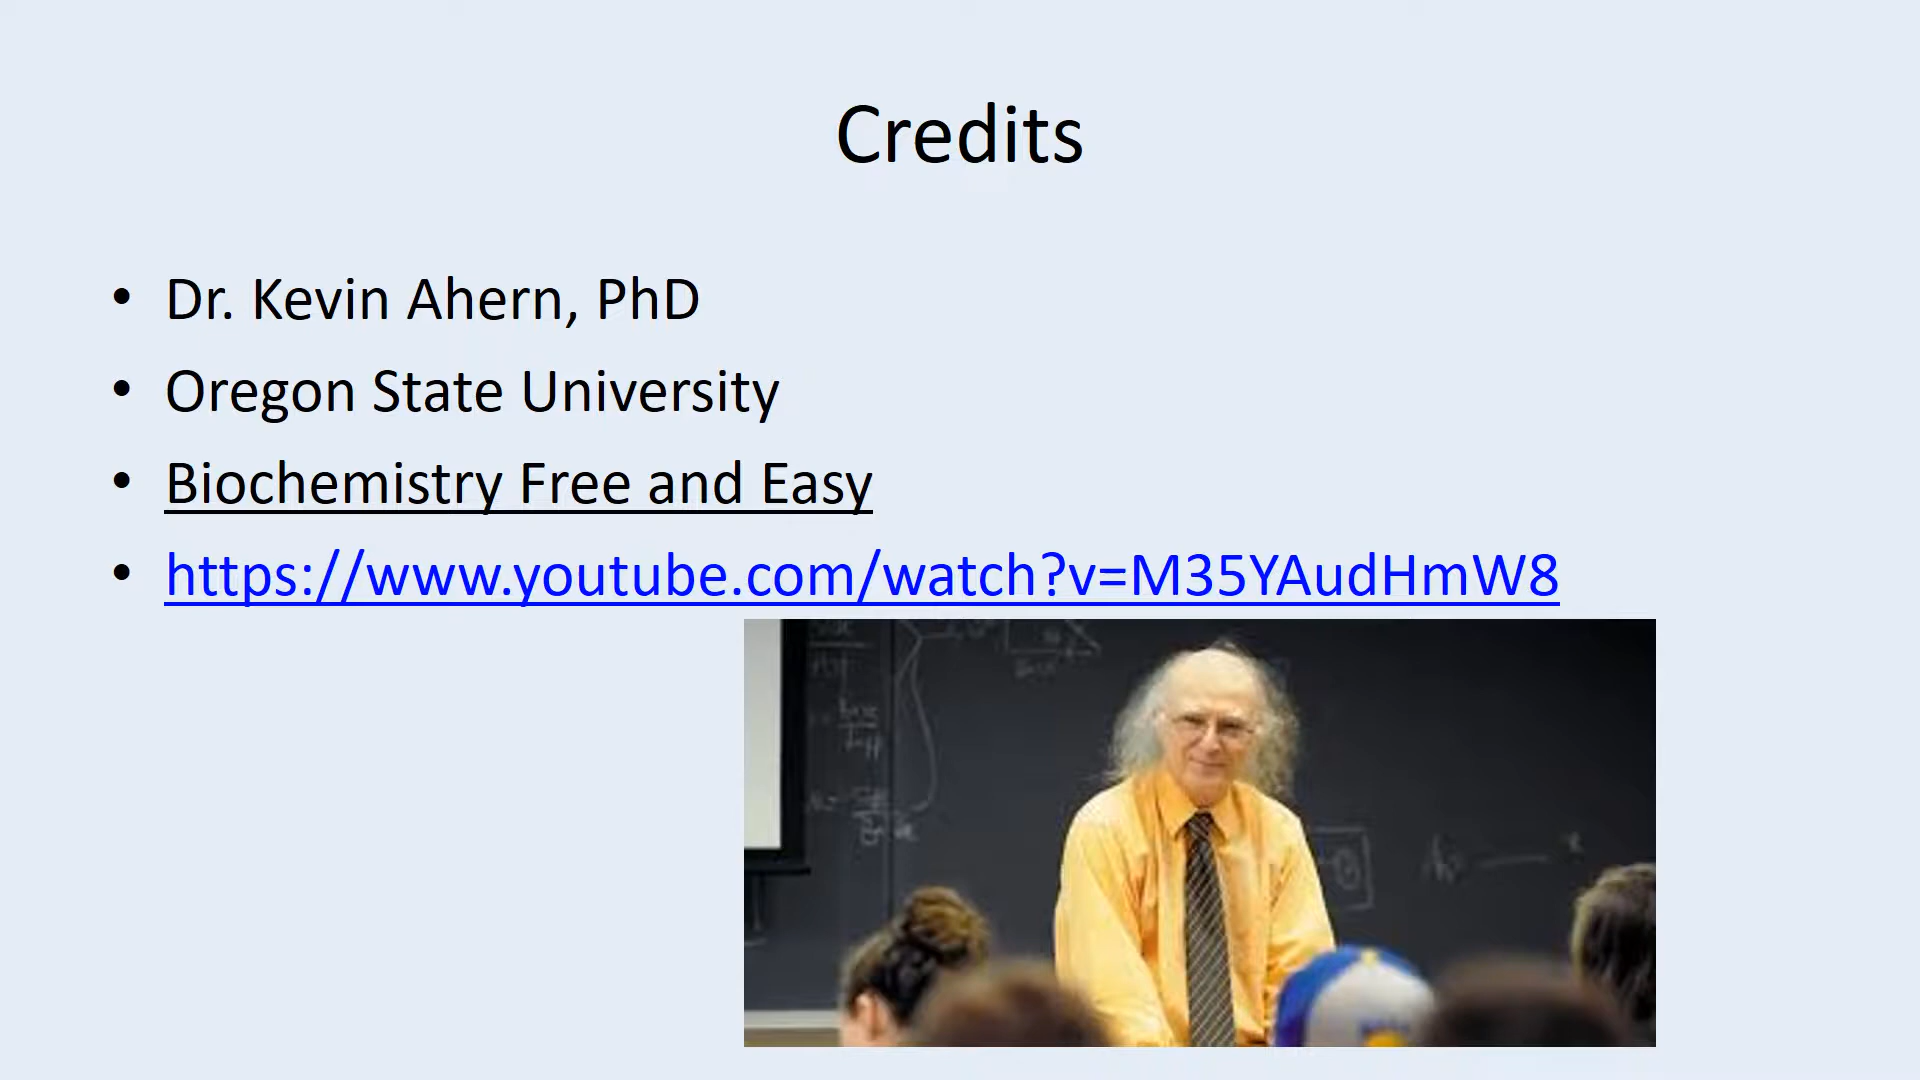 Credits
• Dr. Kevin Ahern, PhD
• Oregon State University
• Biochemistry Free and Easy
• https://www.youtube.com/watch?v=M35YAudHmW8